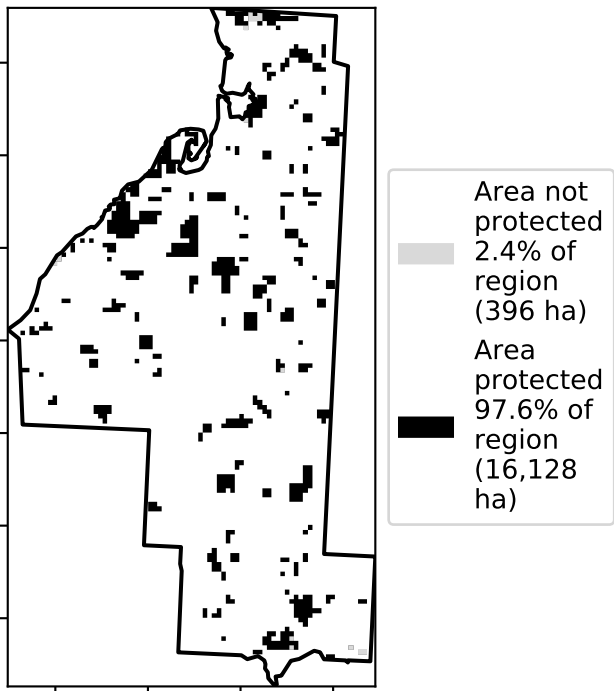 Area not
protected
2.4% of
region
(396 ha)
Area
protected
97.6% of
region
(16,128
ha)